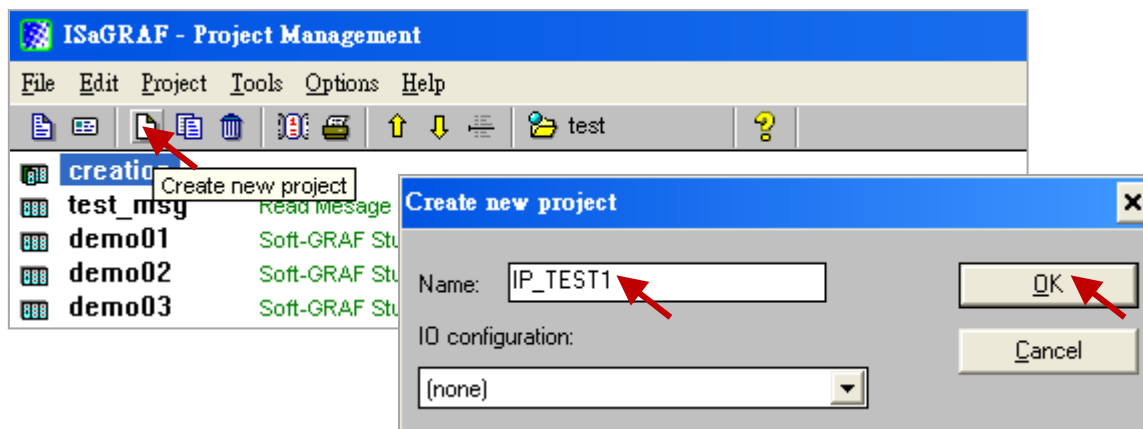 ISaGRAF - Project Management
File Edit Project Tools Options Help
test
creation
Create new project
test_msg Read Message
demo01 Soft-GRAF Stu
demo02 Soft-GRAF Stu
demo03 Soft-GRAF Stu
Create new project
Name: IP_TEST1 OK
IO configuration:
Cancel
(none)